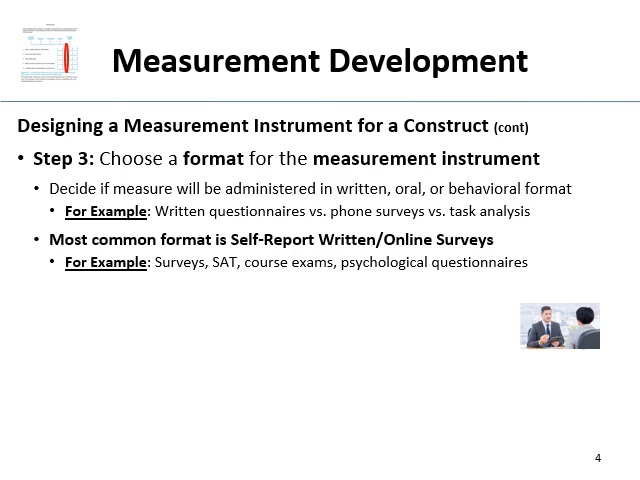 Measurement Development
Designing a Measurement Instrument for a Construct (cont)
• Step 3: Choose a format for the measurement instrument
• Decide if measure will be administered in written, oral, or behavioral format
• For Example: Written questionnaires vs. phone surveys vs. task analysis
• Most common format is Self-Report Written/Online Surveys
• For Example: Surveys, SAT, course exams, psychological questionnaires
4